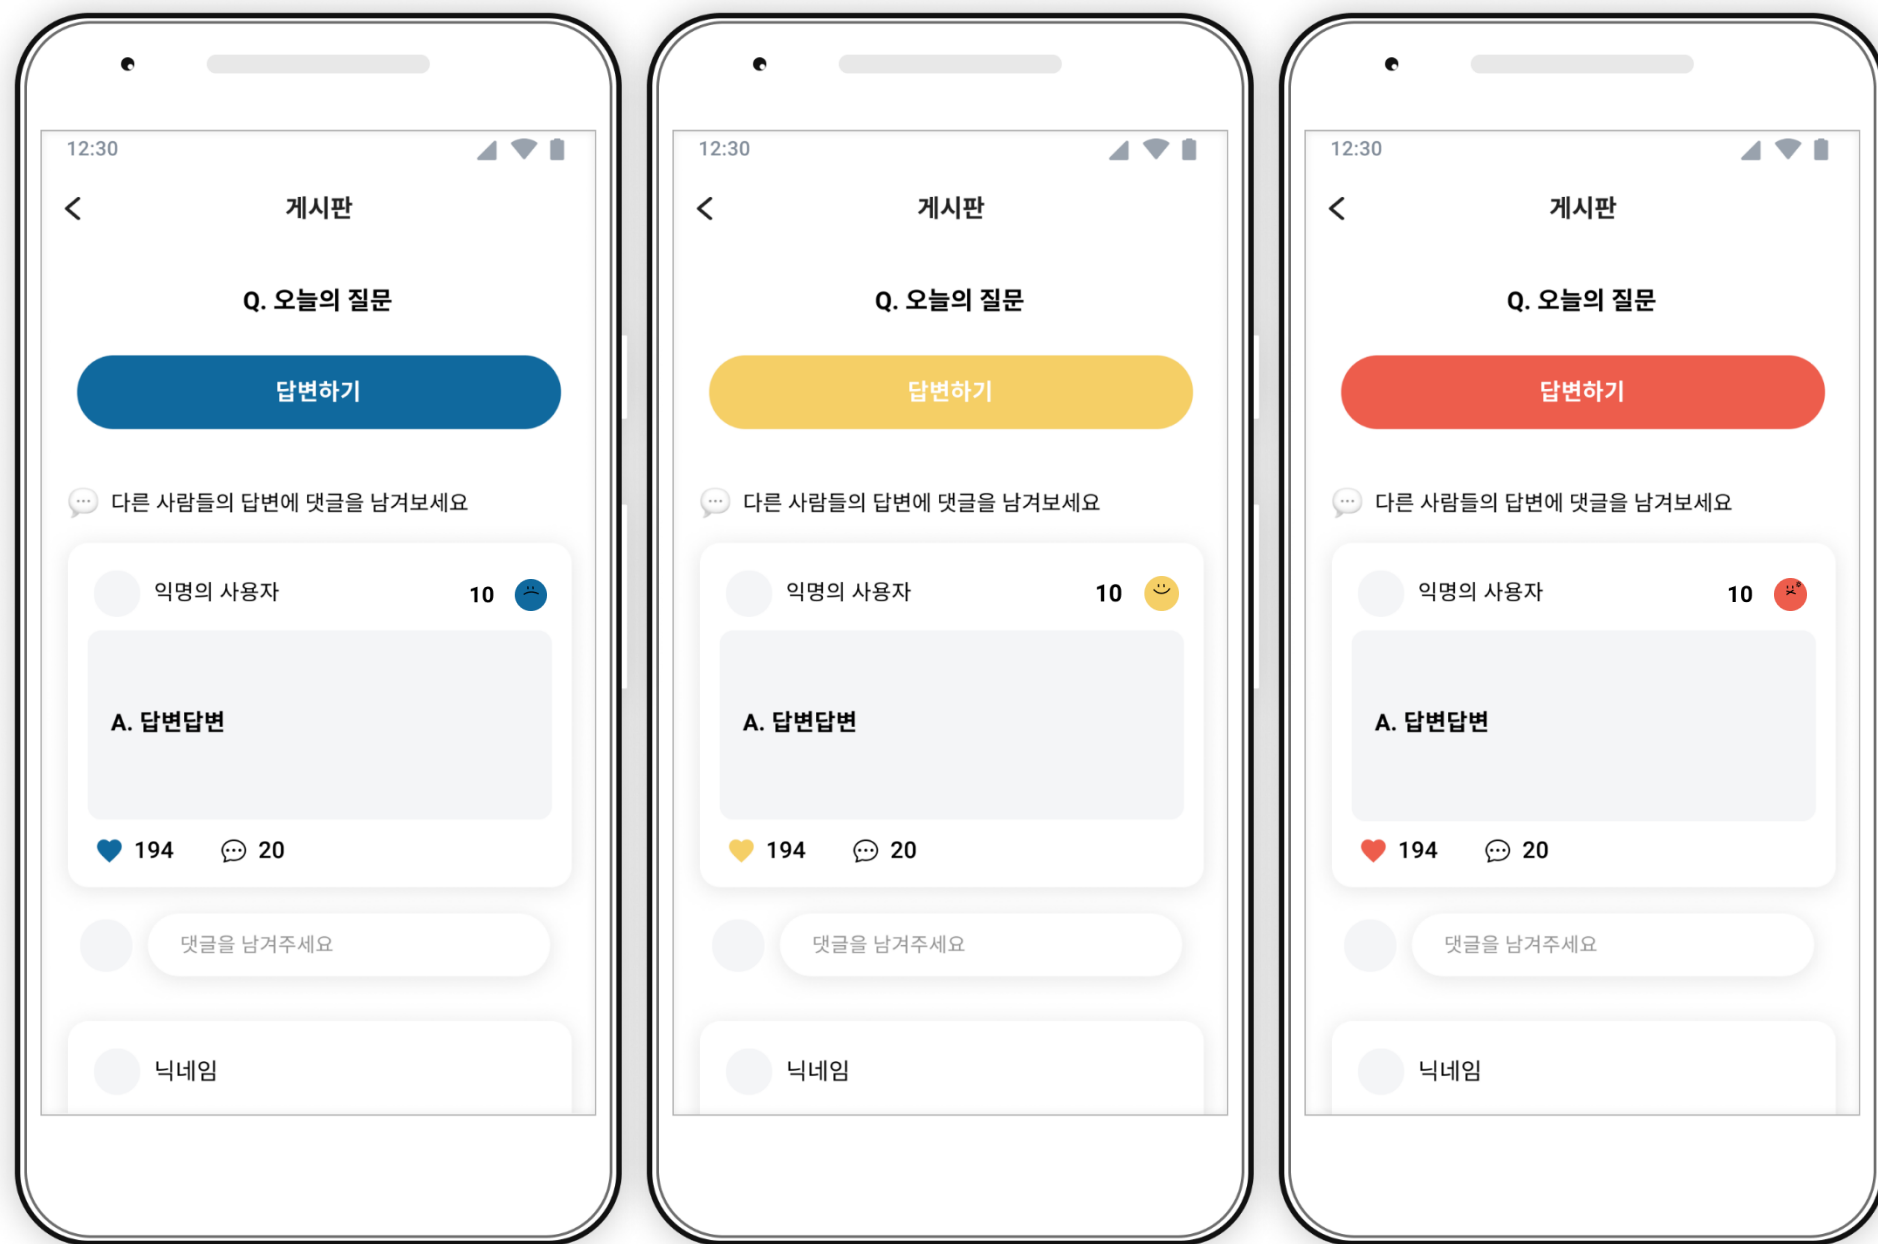 12:30
게시판
Q. 오늘의 질문
답변하기
다른 사람들의 답변에 댓글을 남겨보세요
익명의 사용자 10
A. 답변답변
194 20
댓글을 남겨주세요
닉네임
12:30
게시판
Q. 오늘의 질문
답변하기
다른 사람들의 답변에 댓글을 남겨보세요
익명의 사용자 10
A. 답변답변
194 20
댓글을 남겨주세요
닉네임
12:30
게시판
Q. 오늘의 질문
답변하기
다른 사람들의 답변에 댓글을 남겨보세요
익명의 사용자 10
A. 답변답변
194 20
댓글을 남겨주세요
닉네임